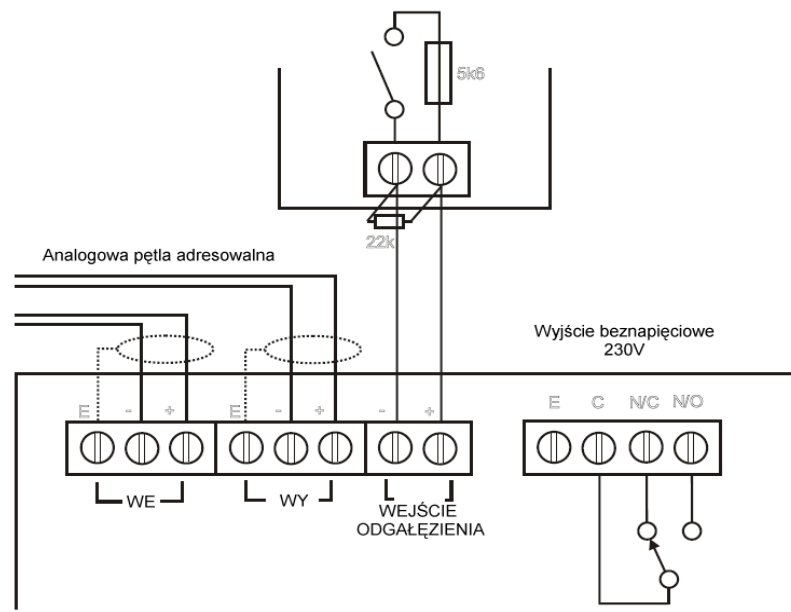 5k6
22k
Analogowa pętla adresowalna
Wyjście beznapięciowe
230V
E - + E - + - +
E C N/C N/O
WE
WY
WEJŚCIE
ODGAŁĘZIENIA